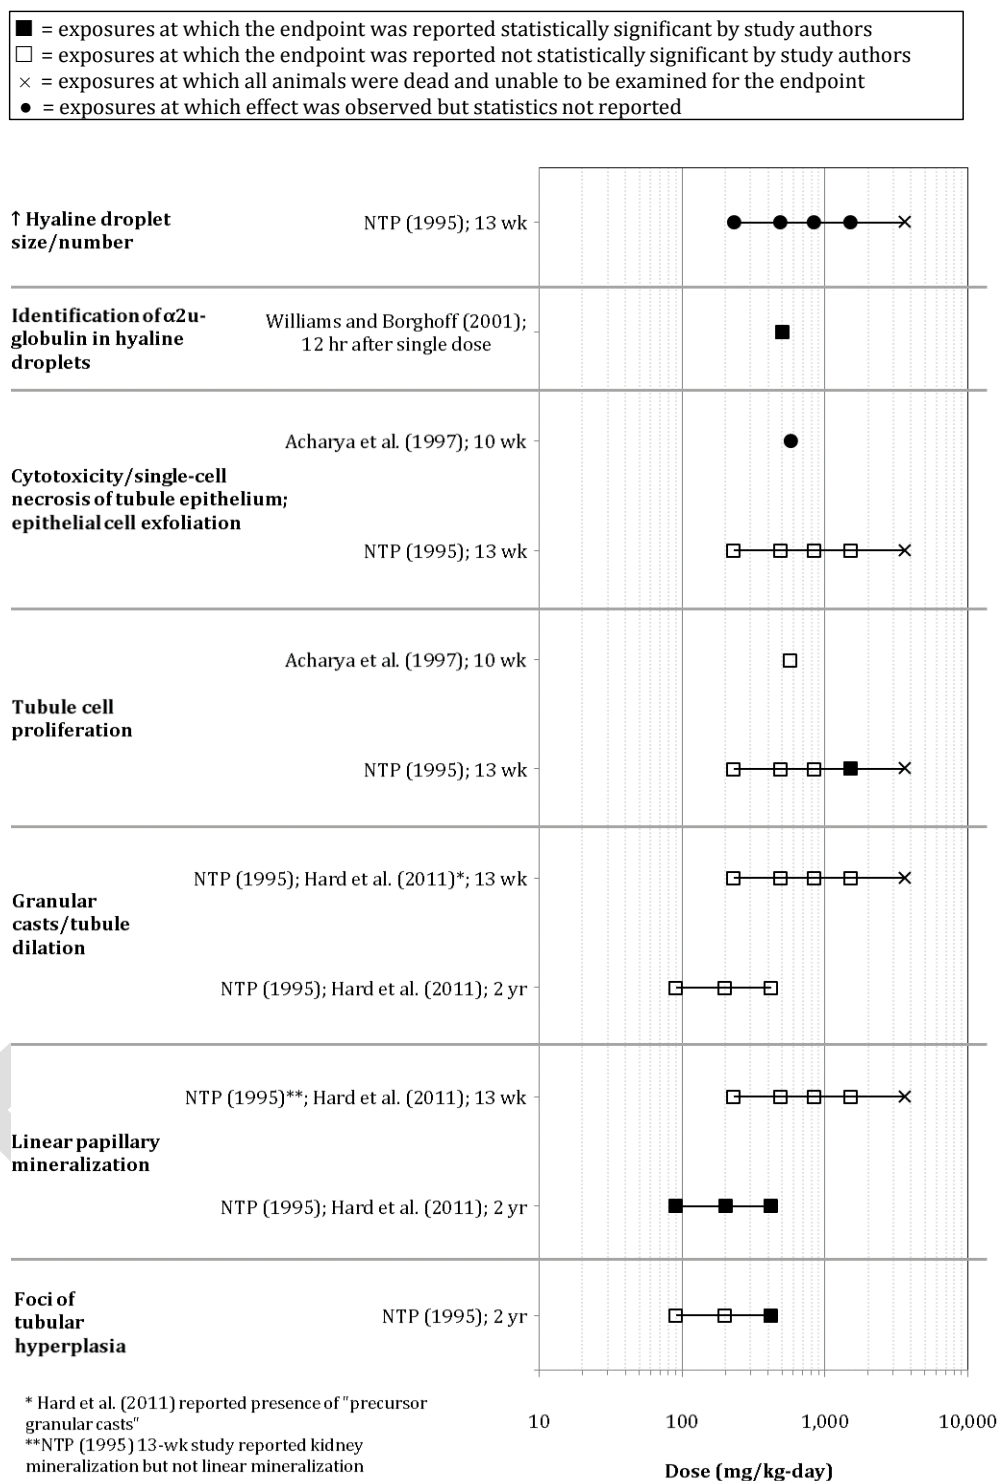 ■ = exposures at which the endpoint was reported statistically significant by study authors
□ = exposures at which the endpoint was reported not statistically significant by study authors
× = exposures at which all animals were dead and unable to be examined for the endpoint
● = exposures at which effect was observed but statistics not reported
↑ Hyaline droplet
size/number
NTP (1995); 13 wk
Identification of α2u-
globulin in hyaline
droplets
Williams and Borghoff (2001);
12 hr after single dose
Cytotoxicity/single-cell
necrosis of tubule epithelium;
epithelial cell exfoliation
Acharya et al. (1997); 10 wk
NTP (1995); 13 wk
Tubule cell
proliferation
Acharya et al. (1997); 10 wk
NTP (1995); 13 wk
Granular
casts/tubule
dilation
NTP (1995); Hard et al. (2011)*; 13 wk
NTP (1995); Hard et al. (2011); 2 yr
Linear papillary
mineralization
NTP (1995)**; Hard et al. (2011); 13 wk
NTP (1995); Hard et al. (2011); 2 yr
Foci of
tubular
hyperplasia
NTP (1995); 2 yr
* Hard et al. (2011) reported presence of "precursor
granular casts"
**NTP (1995) 13-wk study reported kidney
mineralization but not linear mineralization
10 100 1,000 10,000
Dose (mg/kg-day)